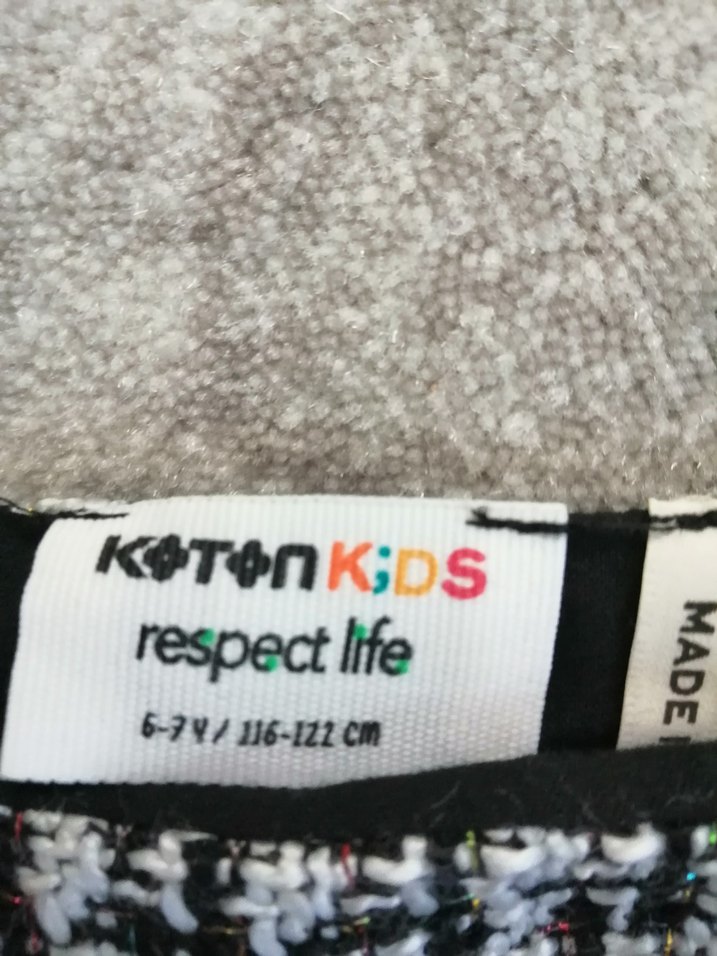 KOTON KiDS
respect life
6-7 Y / 116-122 CM
MADE